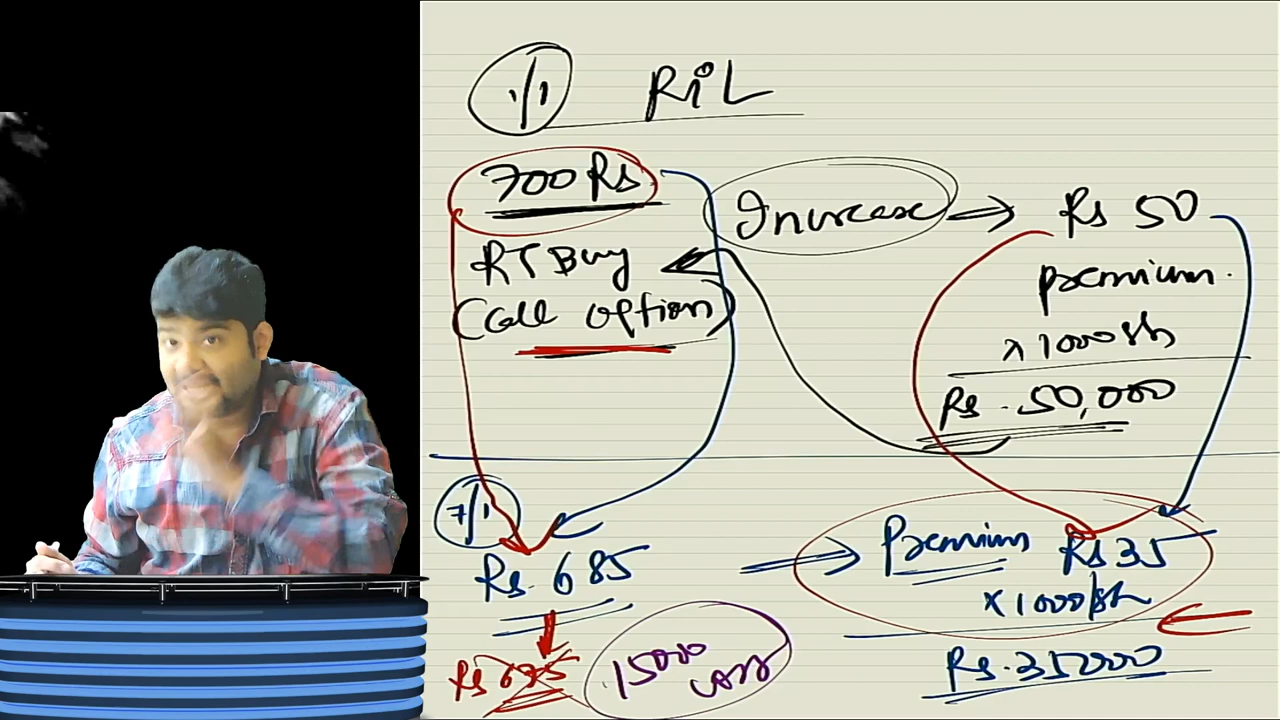 1/1 RiL
700 Rs
Increase ⇒ Rs 50
RT Buy
premium.
(Call option)
x 1000 sh
Rs. 50,000
7/1
Rs. 685
Premium Rs 35
x 1000/sh
15000
Rs. 35000